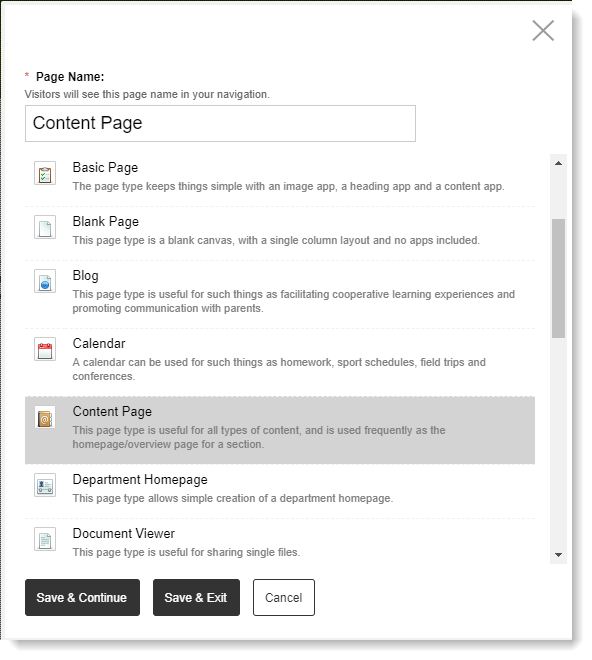 * Page Name:
Visitors will see this page name in your navigation.
Content Page
Basic Page
The page type keeps things simple with an image app, a heading app and a content app.
Blank Page
This page type is a blank canvas, with a single column layout and no apps included.
Blog
This page type is useful for such things as facilitating cooperative learning experiences and
promoting communication with parents.
Calendar
A calendar can be used for such things as homework, sport schedules, field trips and
conferences.
Content Page
This page type is useful for all types of content, and is used frequently as the
homepage/overview page for a section.
Department Homepage
This page type allows simple creation of a department homepage.
Document Viewer
This page type is useful for sharing single files.
Save & Continue Save & Exit Cancel